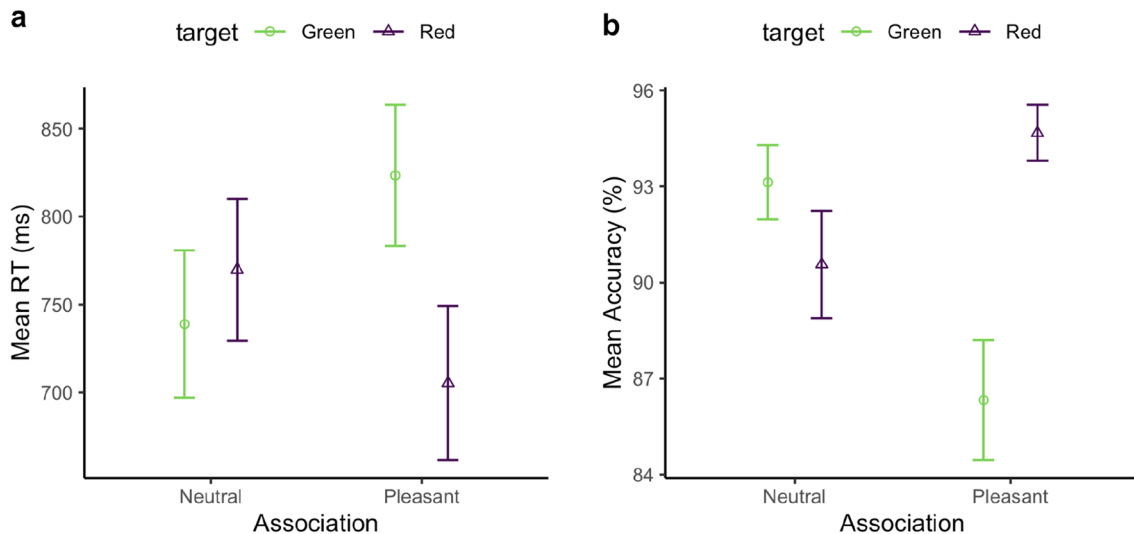 a
target Green Red
Mean RT (ms)
850
800
750
700
Neutral Pleasant
Association
b
target Green Red
Mean Accuracy (%)
96
93
90
87
84
Neutral Pleasant
Association